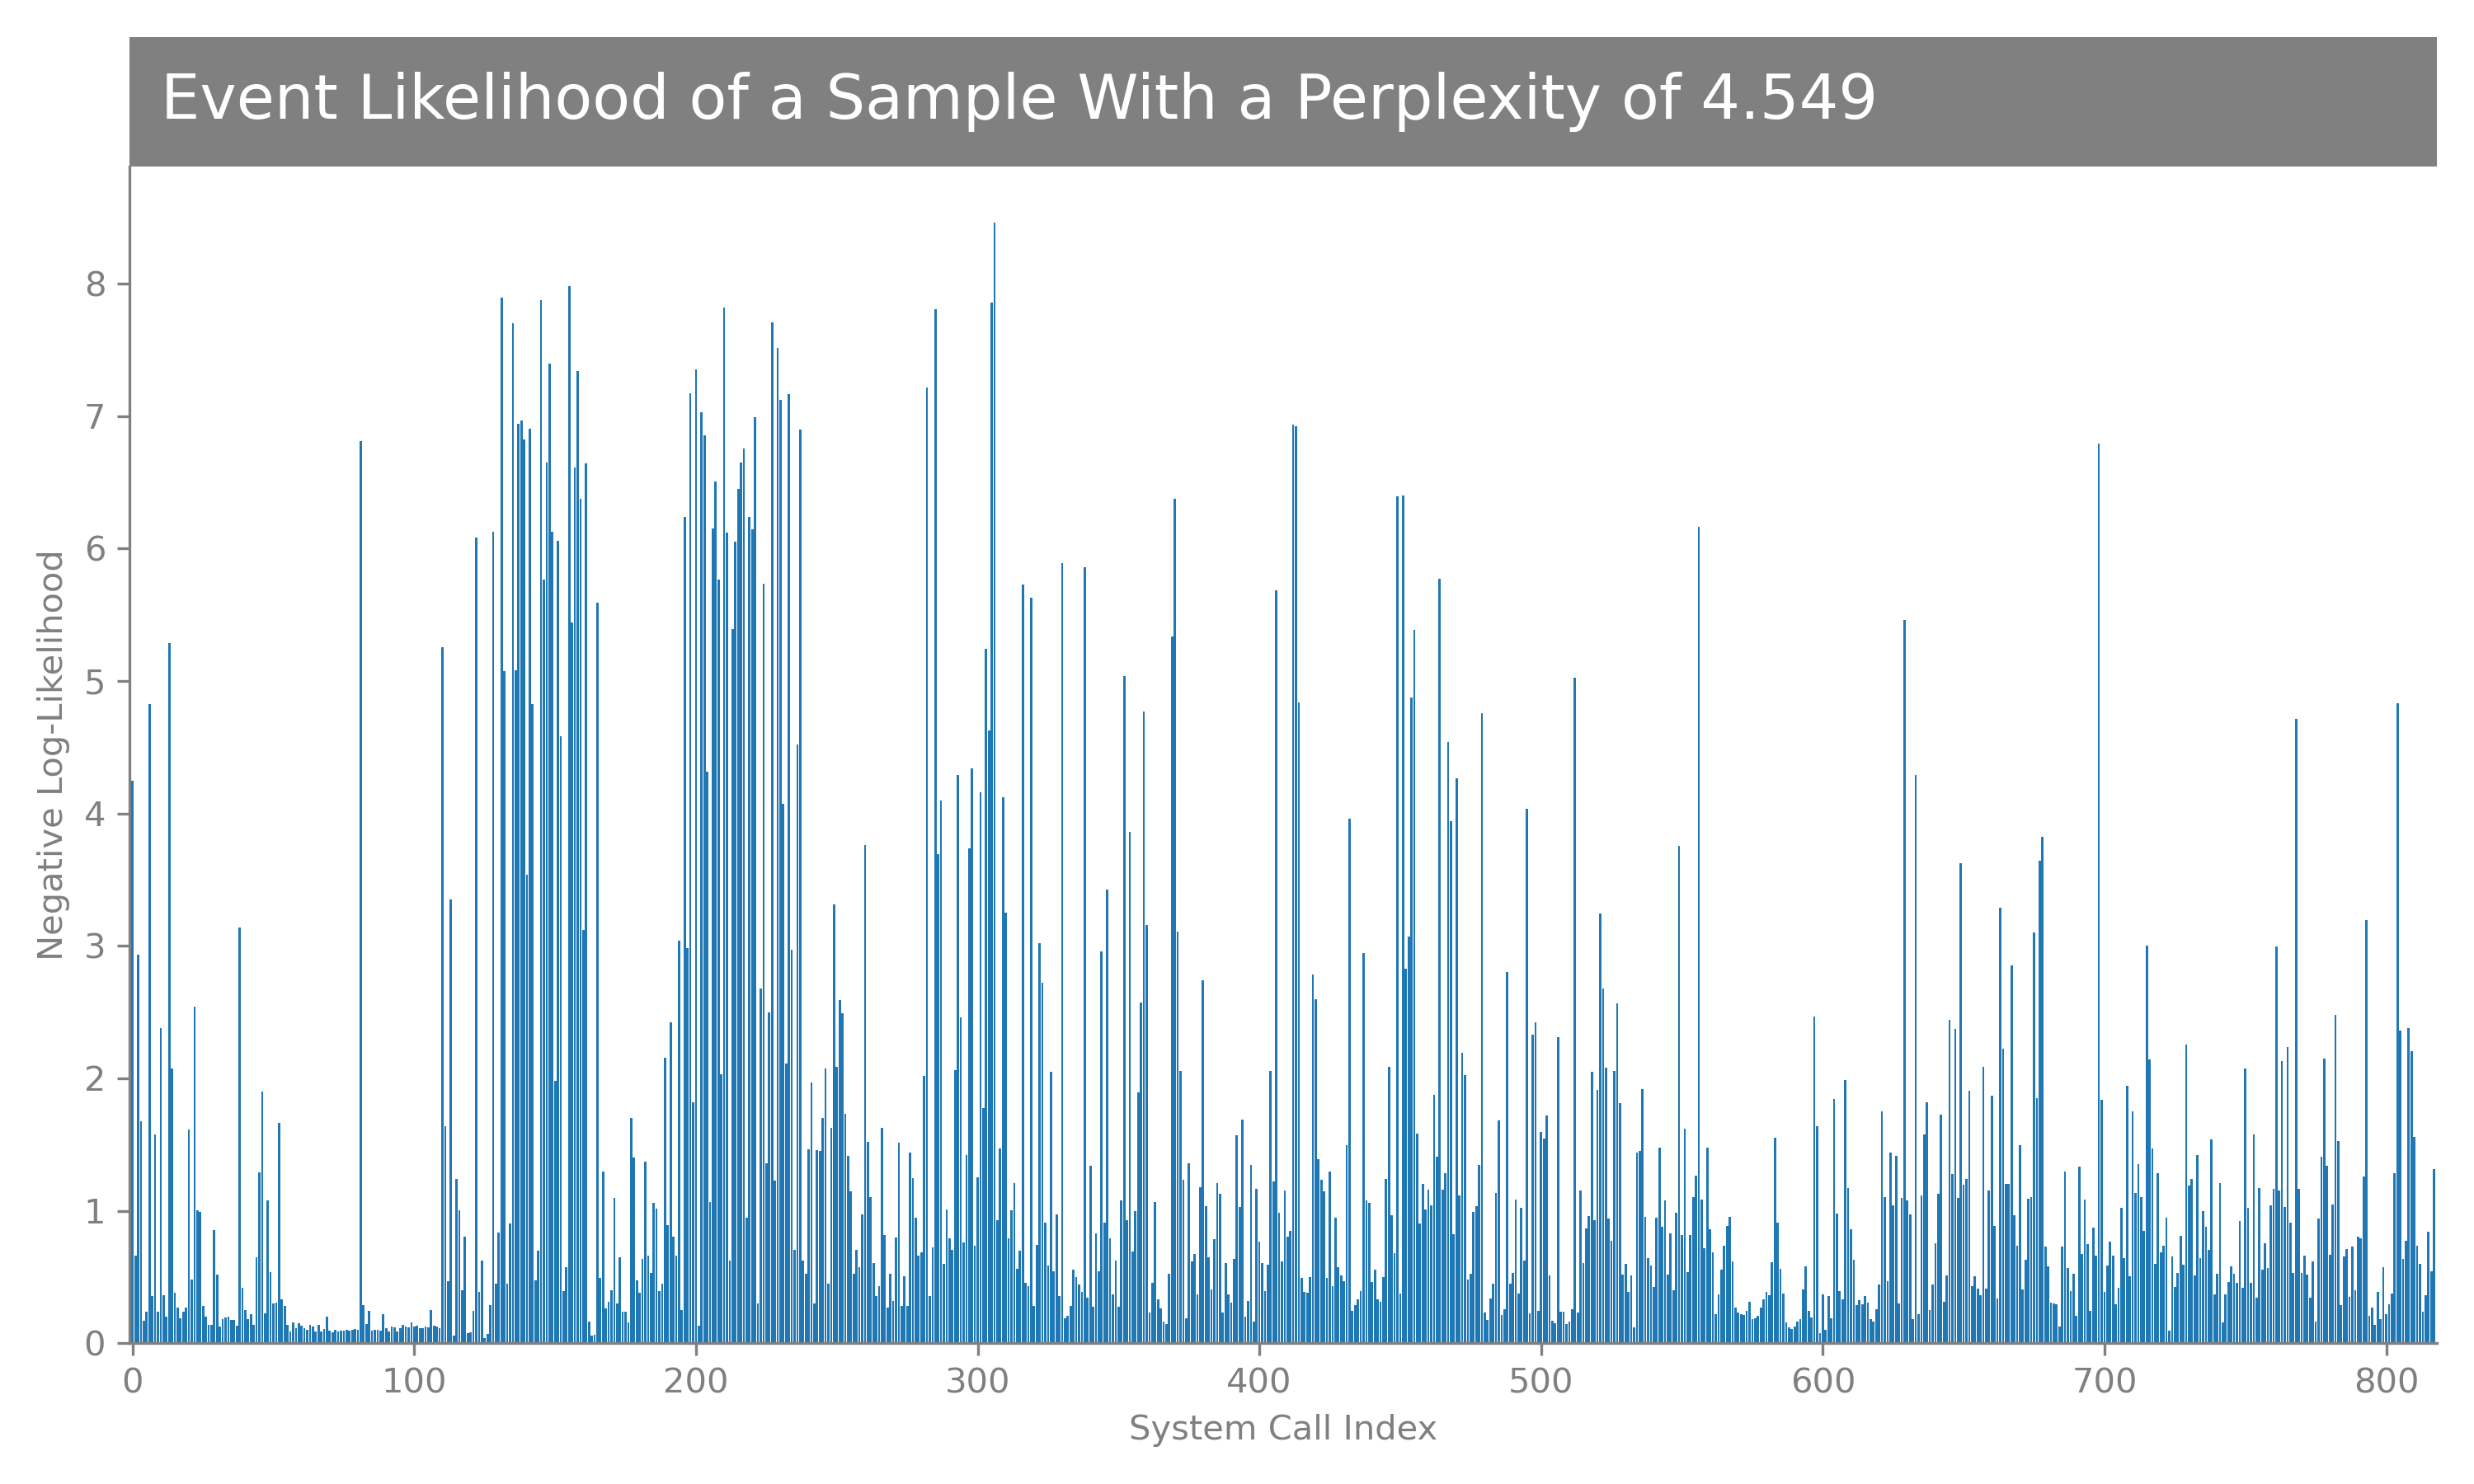 Event Likelihood of a Sample With a Perplexity of 4.549
8
7
6
5
4
3
2
1
0
Negative Log-Likelihood
0 100 200 300 400 500 600 700 800
System Call Index